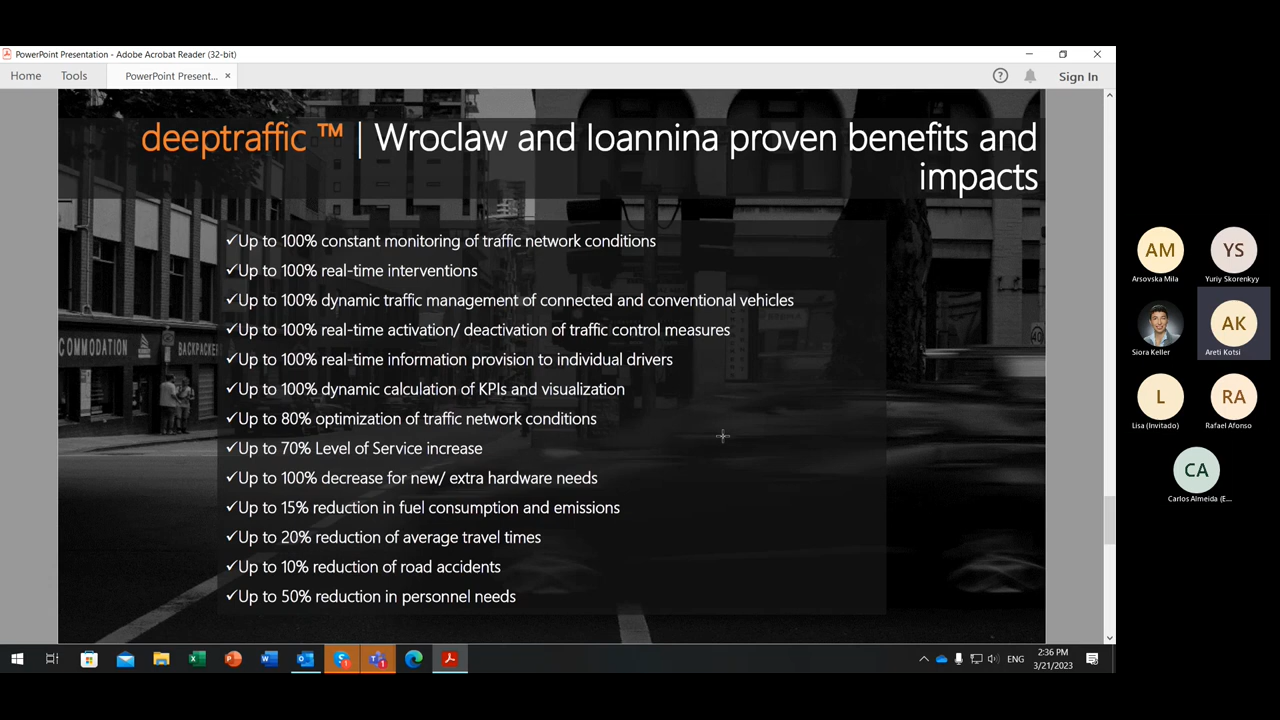 PowerPoint Presentation - Adobe Acrobat Reader (32-bit)
Home Tools PowerPoint Present... Sign In
deeptraffic ™ | Wroclaw and Ioannina proven benefits and
impacts
✓Up to 100% constant monitoring of traffic network conditions
✓Up to 100% real-time interventions
✓Up to 100% dynamic traffic management of connected and conventional vehicles
✓Up to 100% real-time activation/ deactivation of traffic control measures
✓Up to 100% real-time information provision to individual drivers
✓Up to 100% dynamic calculation of KPIs and visualization
✓Up to 80% optimization of traffic network conditions
✓Up to 70% Level of Service increase
✓Up to 100% decrease for new/ extra hardware needs
✓Up to 15% reduction in fuel consumption and emissions
✓Up to 20% reduction of average travel times
✓Up to 10% reduction of road accidents
✓Up to 50% reduction in personnel needs
COMMODATION BACKPACKER
40
AM YS
Arsovska Mila Yuriy Skorenkyy
AK
Siora Keller Areti Kotsi
L RA
Lisa (Invitado) Rafael Afonso
CA
Carlos Almeida (E...
ENG
2:36 PM
3/21/2023